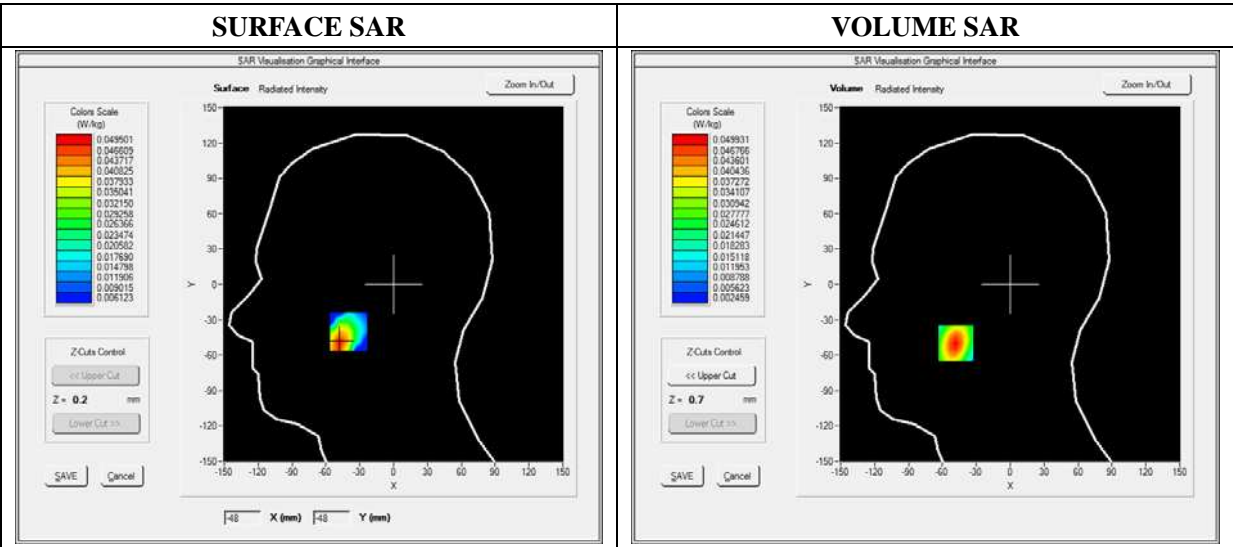 SURFACE SAR
VOLUME SAR
SAR Visualisation Graphical Interface
Surface Radiated Intensity
Zoom In/Out
Colors Scale
(W/kg)
0.049501
0.046609
0.043717
0.040825
0.037933
0.035041
0.032150
0.029258
0.026366
0.023474
0.020582
0.017690
0.014798
0.011906
0.009015
0.006123
Z-Cuts Control
<< Upper Cut
Z = 0.2 mm
Lower Cut >>
SAVE Cancel
150
120
90
60
30
0
-30
-60
-90
-120
-150
Y
-150 -120 -90 -60 -30 0 30 60 90 120 150
X
-48 X (mm) -48 Y (mm)
SAR Visualisation Graphical Interface
Volume Radiated Intensity
Zoom In/Out
Colors Scale
(W/kg)
0.049931
0.046766
0.043601
0.040436
0.037272
0.034107
0.030942
0.027777
0.024612
0.021447
0.018283
0.015118
0.011953
0.008788
0.005623
0.002459
Z-Cuts Control
<< Upper Cut
Z = 0.7 mm
Lower Cut >>
SAVE Cancel
150
120
90
60
30
0
-30
-60
-90
-120
-150
Y
-150 -120 -90 -60 -30 0 30 60 90 120 150
X